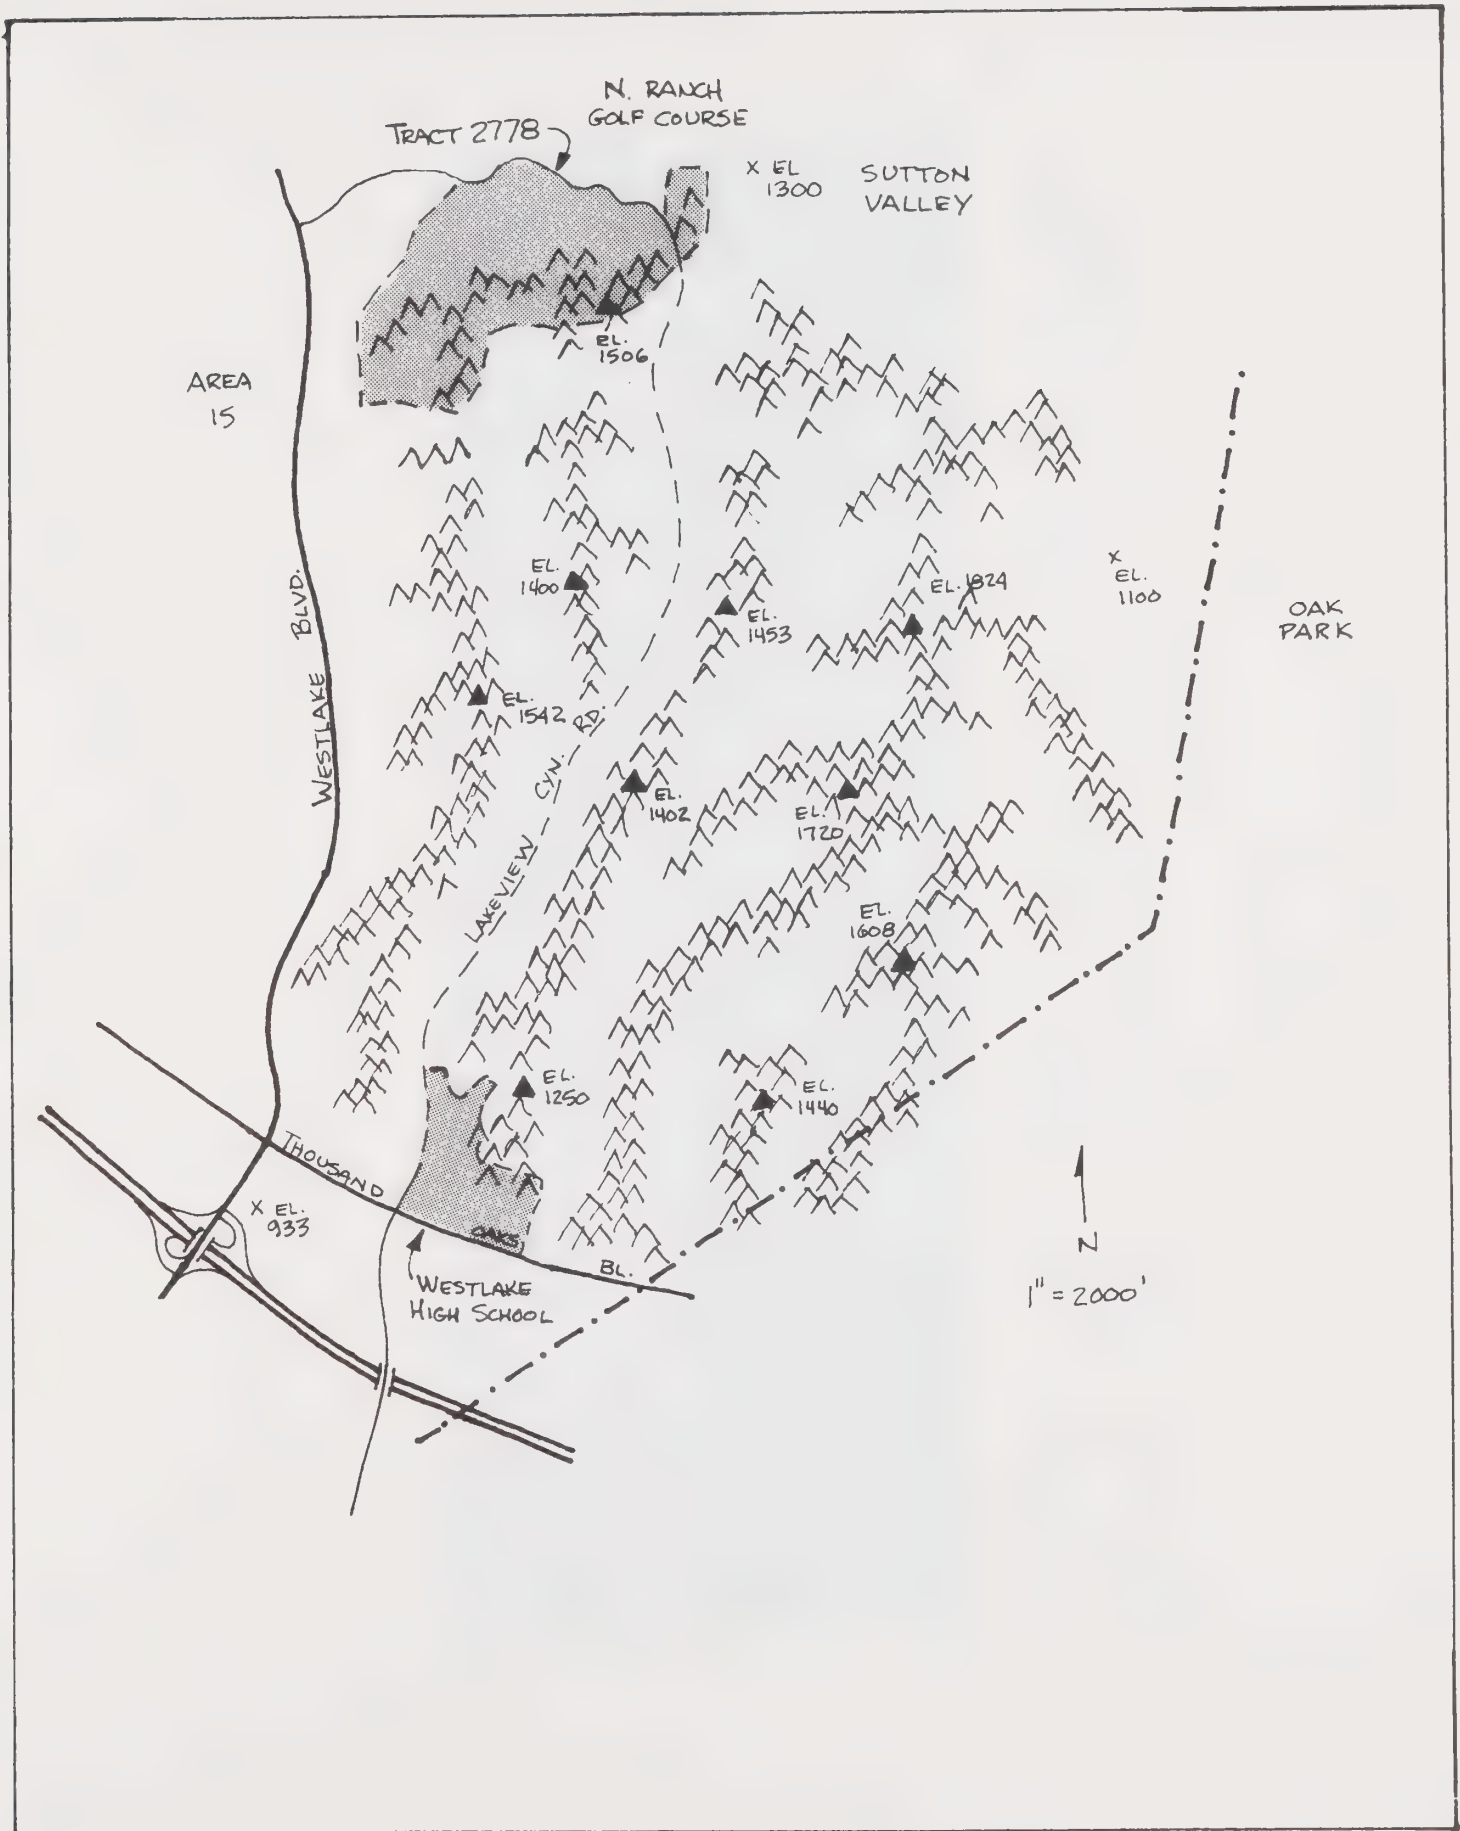 N. RANCH
GOLF COURSE
TRACT 2778
x EL
1300
SUTTON
VALLEY
EL.
1506
AREA
15
EL.
1400
EL. 1824
x
EL.
1100
OAK
PARK
EL.
1453
WESTLAKE BLVD.
EL.
1542
LAKEVIEW CYN. RD.
EL.
1402
EL.
1720
EL.
1608
EL.
1250
EL.
1440
THOUSAND OAKS BL.
x EL.
933
WESTLAKE
HIGH SCHOOL
N
1" = 2000'